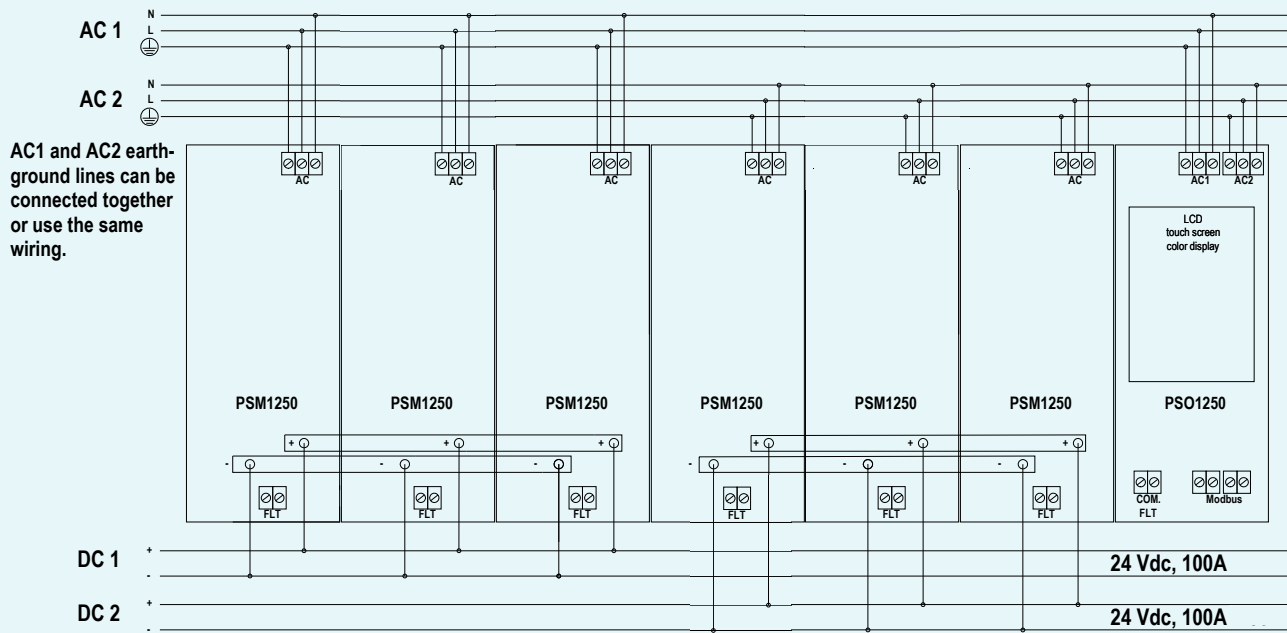 N
AC 1
L
N
AC 2
L
AC1 and AC2 earth-
ground lines can be
connected together
or use the same
wiring.
AC
AC
AC
AC
AC
AC
AC1
AC2
LCD
touch screen
color display
PSM1250
PSM1250
PSM1250
PSM1250
PSM1250
PSM1250
PSO1250
+
+
+
+
+
+
-
-
-
-
-
-
FLT
FLT
FLT
FLT
FLT
FLT
COM.
FLT
Modbus
DC 1
+
-
24 Vdc, 100A
DC 2
+
-
24 Vdc, 100A